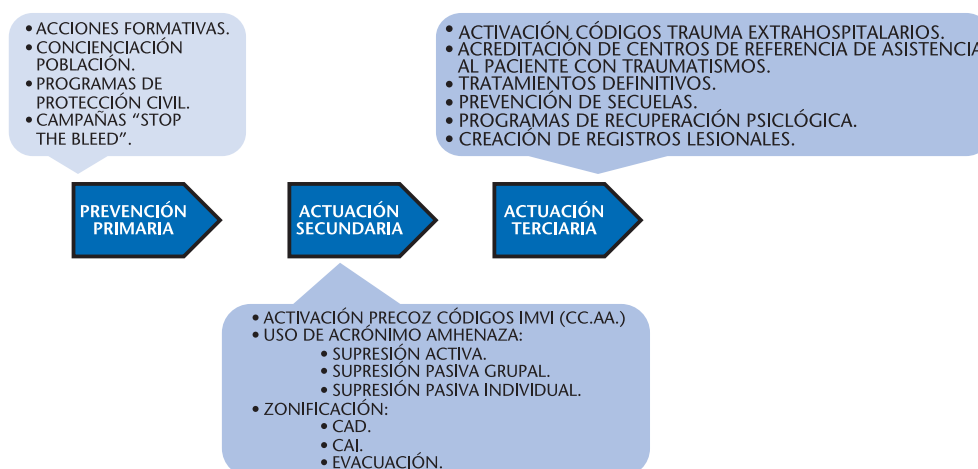 • ACCIONES FORMATIVAS.
• CONCIENCIACIÓN
POBLACIÓN.
• PROGRAMAS DE
PROTECCIÓN CIVIL.
• CAMPAÑAS “STOP
THE BLEED”.
• ACTIVACIÓN CÓDIGOS TRAUMA EXTRAHOSPITALARIOS.
• ACREDITACIÓN DE CENTROS DE REFERENCIA DE ASISTENCIA
AL PACIENTE CON TRAUMATISMOS.
• TRATAMIENTOS DEFINITIVOS.
• PREVENCIÓN DE SECUELAS.
• PROGRAMAS DE RECUPERACIÓN PSICLÓGICA.
• CREACIÓN DE REGISTROS LESIONALES.
PREVENCIÓN
PRIMARIA
ACTUACIÓN
SECUNDARIA
ACTUACIÓN
TERCIARIA
• ACTIVACIÓN PRECOZ CÓDIGOS IMVI (CC.AA.)
• USO DE ACRÓNIMO AMHENAZA:
• SUPRESIÓN ACTIVA.
• SUPRESIÓN PASIVA GRUPAL.
• SUPRESIÓN PASIVA INDIVIDUAL.
• ZONIFICACIÓN:
• CAD.
• CAI.
• EVACUACIÓN.